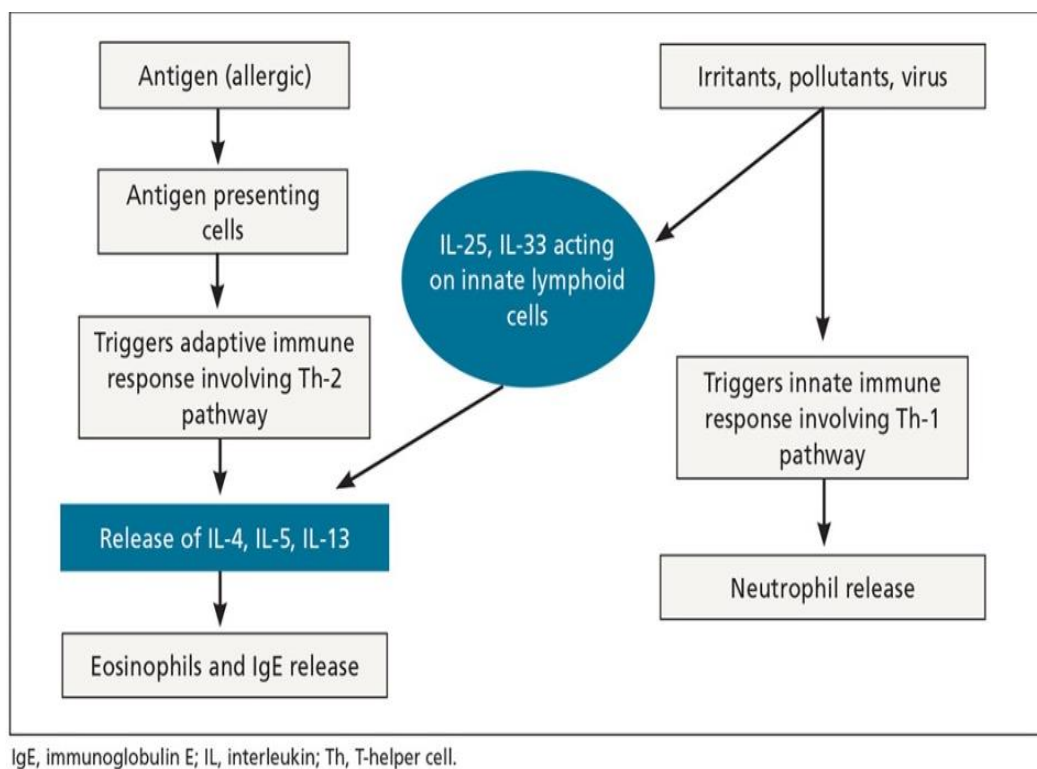 Antigen (allergic)
Antigen presenting
cells
Triggers adaptive immune
response involving Th-2
pathway
Release of IL-4, IL-5, IL-13
Eosinophils and IgE release
IL-25, IL-33 acting
on innate lymphoid
cells
Irritants, pollutants, virus
Triggers innate immune
response involving Th-1
pathway
Neutrophil release
IgE, immunoglobulin E; IL, interleukin; Th, T-helper cell.